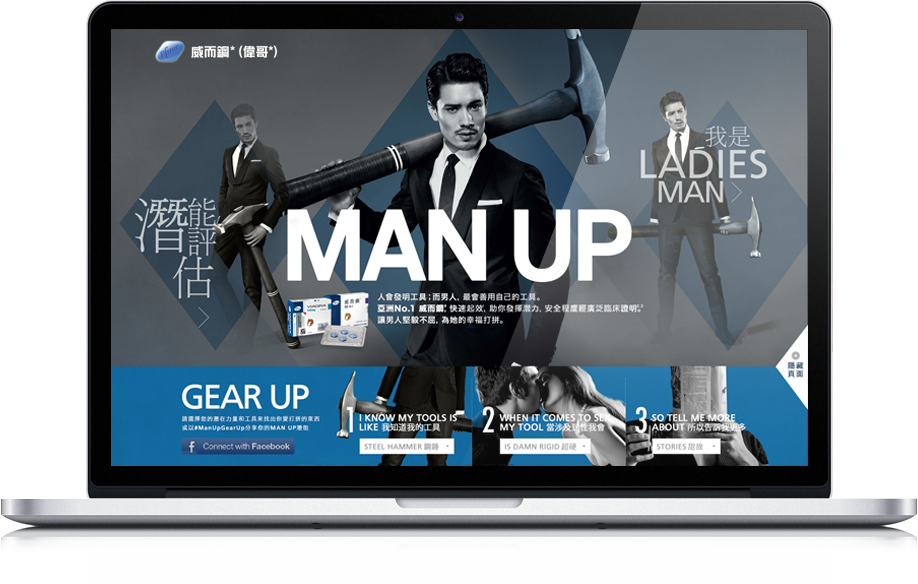 Pfizer
威而鋼* (偉哥*)
潛能評估
MAN UP
我是
LADIES
MAN
人會發明工具；而男人，最會善用自己的工具。
亞洲No.1 威而鋼，快速起效，助你發揮潛力，安全程度經廣泛臨床證明。
讓男人堅毅不屈，為她的幸福打拼。
VIAGRA
威而鋼
隱藏
頁面
GEAR UP
請選擇您的潛在力量和工具來找出你愛打拼的東西
或以#ManUpGearUp分享你的MAN UP
Connect with Facebook
1 I KNOW MY TOOLS IS
LIKE 我知道我的工具
STEEL HAMMER 鋼鎚
2 WHEN IT COMES TO SEX
MY TOOL 當涉及到性我會
IS DAMN RIGID 超硬
3 SO TELL ME MORE
ABOUT 所以告訴我更多
STORIES